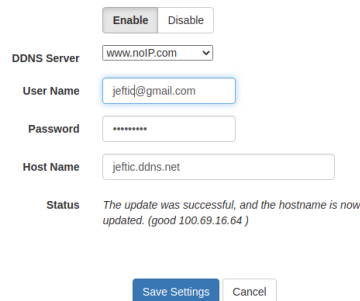 Enable Disable
DDNS Server www.noIP.com
User Name jeftic@gmail.com
Password •••••••••
Host Name jeftic.ddns.net
Status The update was successful, and the hostname is now
updated. (good 100.69.16.64 )
Save Settings Cancel